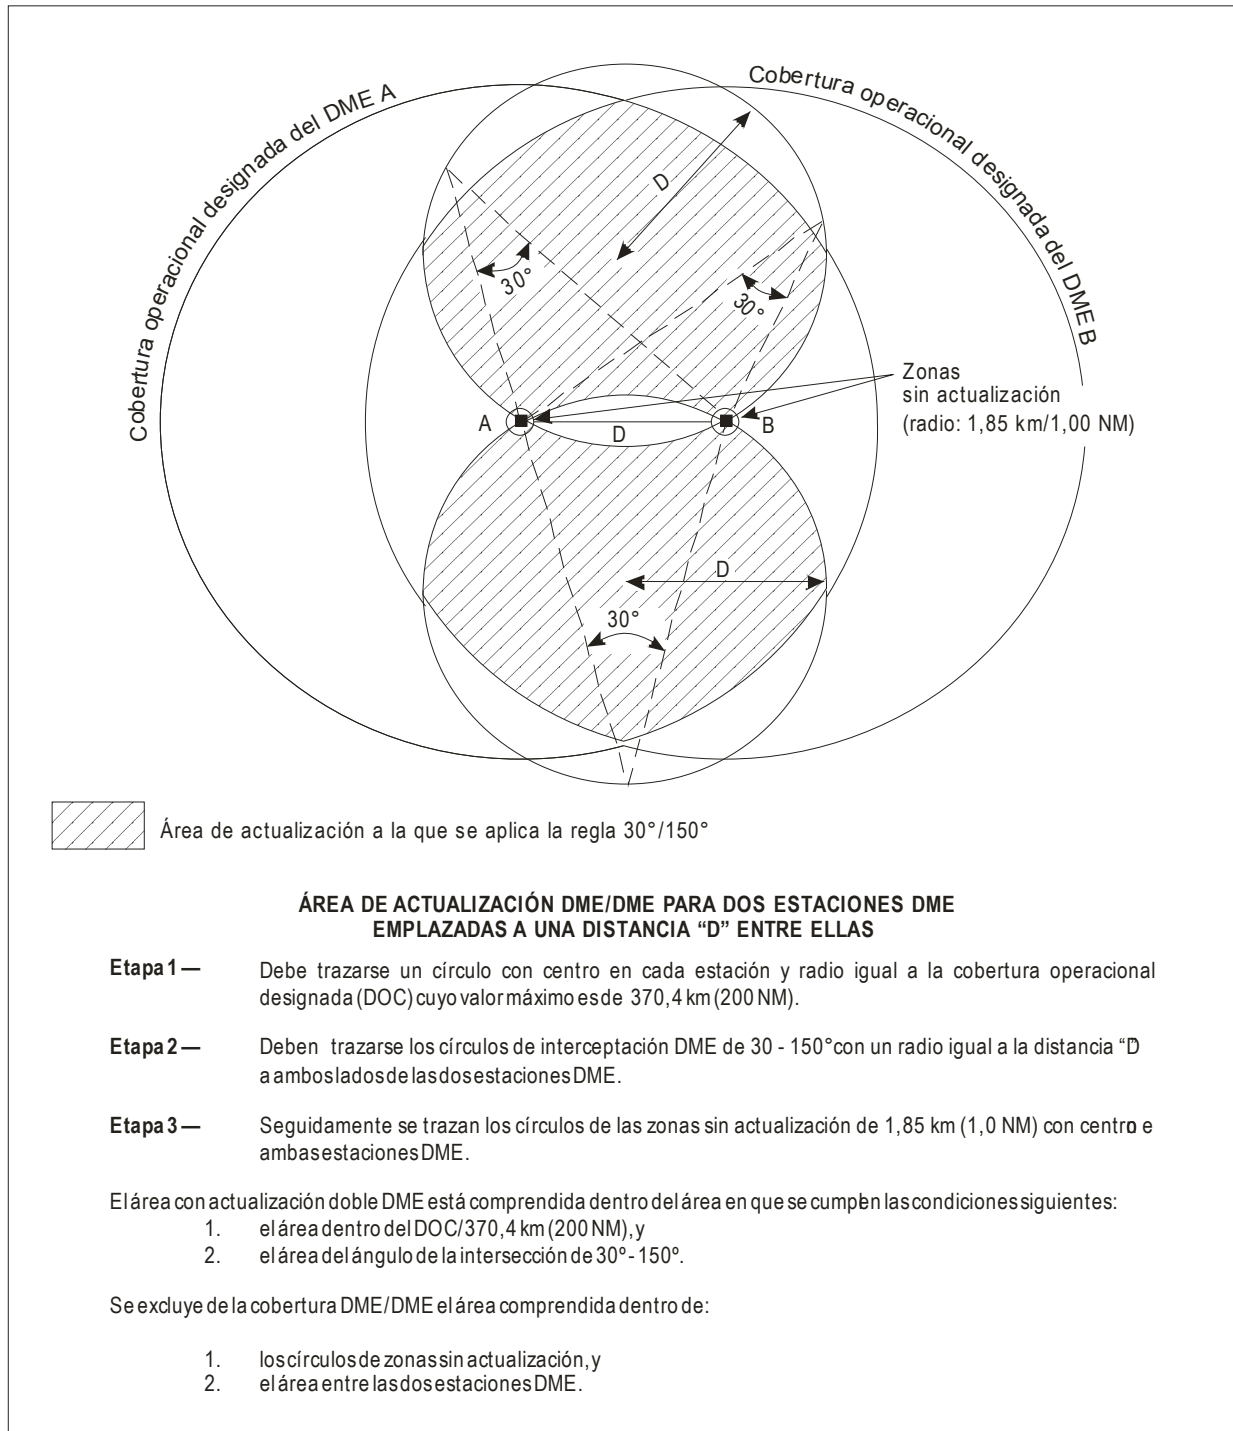 Cobertura operacional designada del DME A
Cobertura operacional designada del DME B
D
30°
30°
Zonas
sin actualización
(radio: 1,85 km/1,00 NM)
A
D
B
D
30°
Área de actualización a la que se aplica la regla 30°/150°
ÁREA DE ACTUALIZACIÓN DME/DME PARA DOS ESTACIONES DME
EMPLAZADAS A UNA DISTANCIA “D” ENTRE ELLAS
Etapa 1 — Debe trazarse un círculo con centro en cada estación y radio igual a la cobertura operacional
designada (DOC) cuyo valor máximo es de 370,4 km (200 NM).
Etapa 2 — Deben trazarse los círculos de interceptación DME de 30 - 150° con un radio igual a la distancia “D”
a ambos lados de las dos estaciones DME.
Etapa 3 — Seguidamente se trazan los círculos de las zonas sin actualización de 1,85 km (1,0 NM) con centro en
ambas estaciones DME.
El área con actualización doble DME está comprendida dentro del área en que se cumplen las condiciones siguientes:
1. el área dentro del DOC/370,4 km (200 NM), y
2. el área del ángulo de la intersección de 30º - 150º.
Se excluye de la cobertura DME/DME el área comprendida dentro de:
1. los círculos de zonas sin actualización, y
2. el área entre las dos estaciones DME.